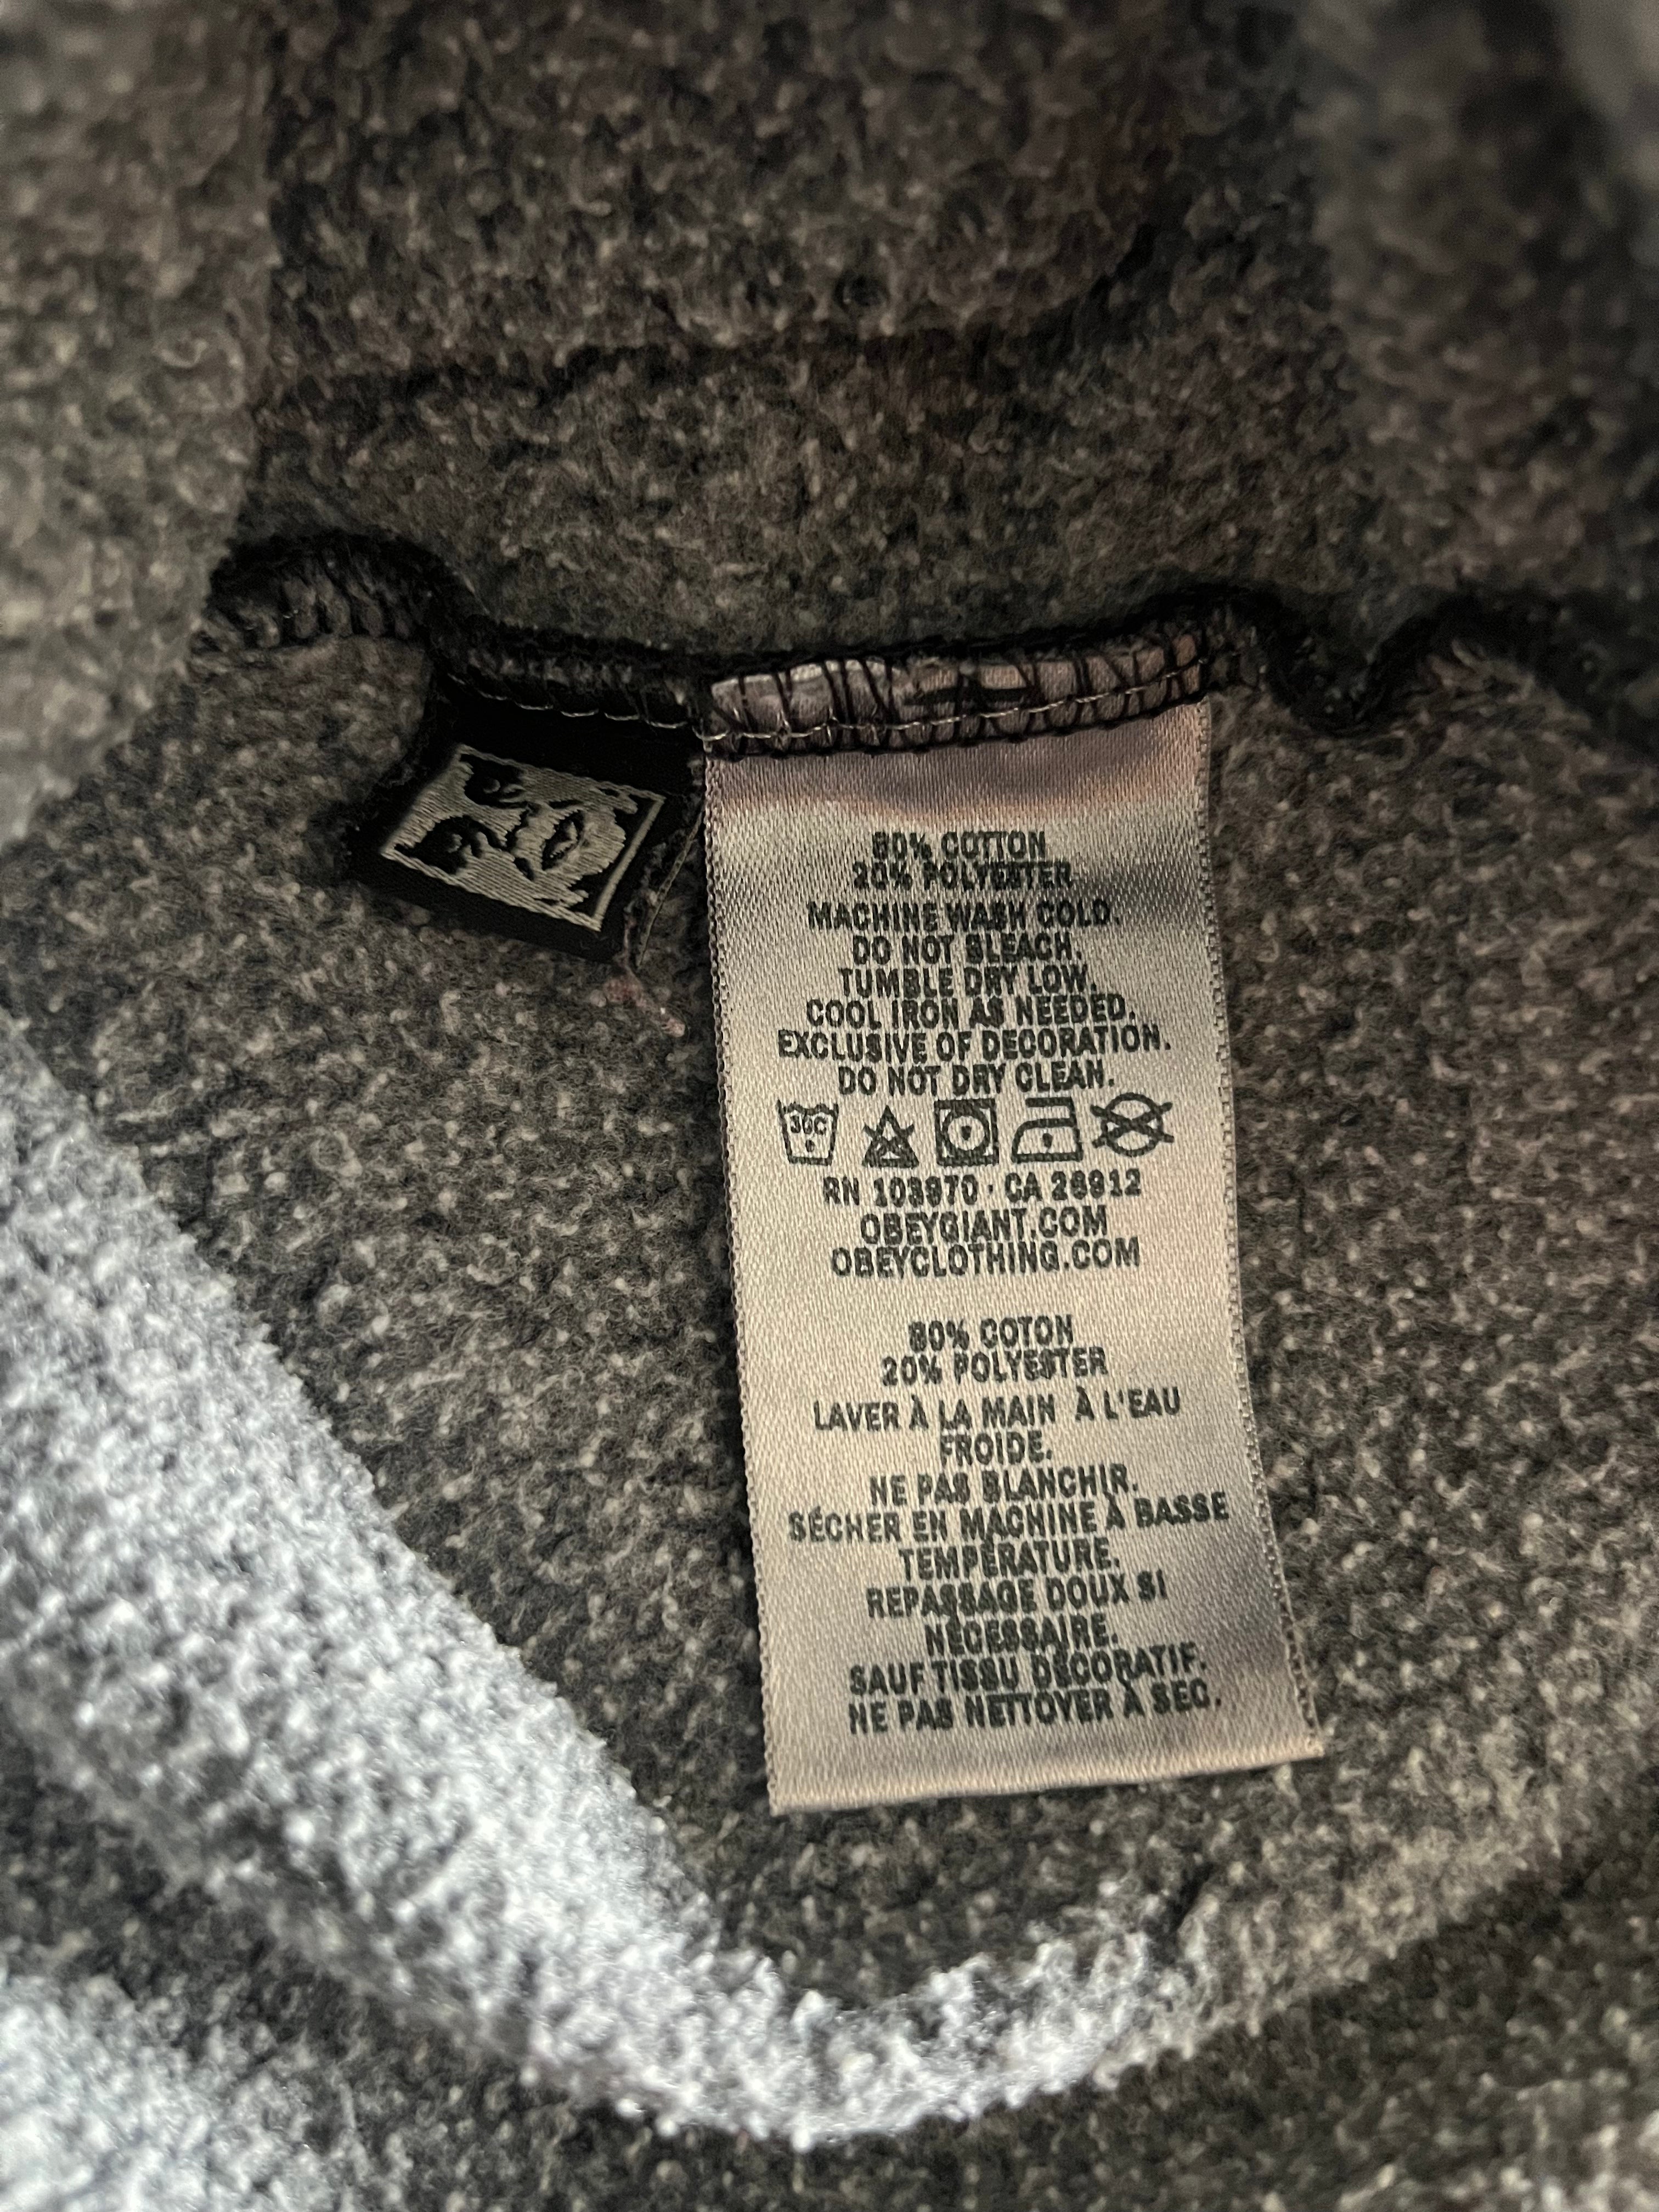 80% COTTON
20% POLYESTER
MACHINE WASH COLD.
DO NOT BLEACH.
TUMBLE DRY LOW.
COOL IRON AS NEEDED.
EXCLUSIVE OF DECORATION.
DO NOT DRY CLEAN.
30C
RN 103970 · CA 26912
OBEYGIANT.COM
OBEYCLOTHING.COM
80% COTON
20% POLYESTER
LAVER À LA MAIN À L'EAU
FROIDE.
NE PAS BLANCHIR.
SÉCHER EN MACHINE À BASSE
TEMPÉRATURE.
REPASSAGE DOUX SI
NÉCESSAIRE.
SAUF TISSU DÉCORATIF.
NE PAS NETTOYER À SEC.